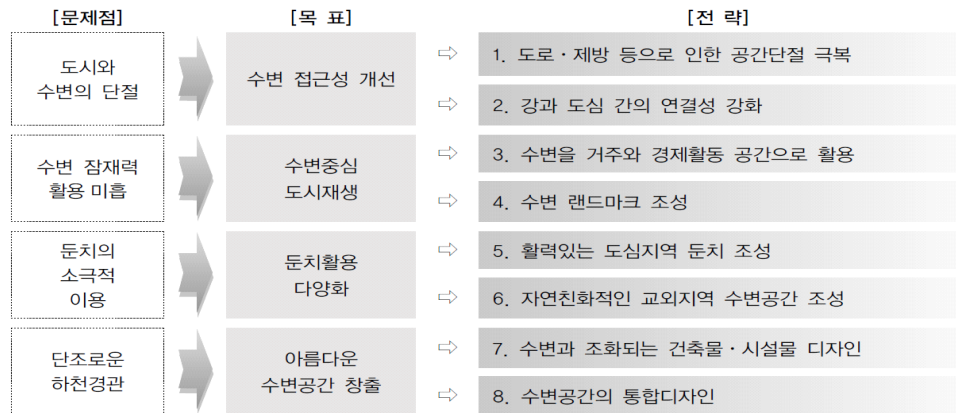 [문제점]
[목 표]
[전 략]
도시와
수변의 단절
수변 접근성 개선
⇨ 1. 도로·제방 등으로 인한 공간단절 극복
⇨ 2. 강과 도심 간의 연결성 강화
수변 잠재력
활용 미흡
수변중심
도시재생
⇨ 3. 수변을 거주와 경제활동 공간으로 활용
⇨ 4. 수변 랜드마크 조성
둔치의
소극적
이용
둔치활용
다양화
⇨ 5. 활력있는 도심지역 둔치 조성
⇨ 6. 자연친화적인 교외지역 수변공간 조성
단조로운
하천경관
아름다운
수변공간 창출
⇨ 7. 수변과 조화되는 건축물·시설물 디자인
⇨ 8. 수변공간의 통합디자인